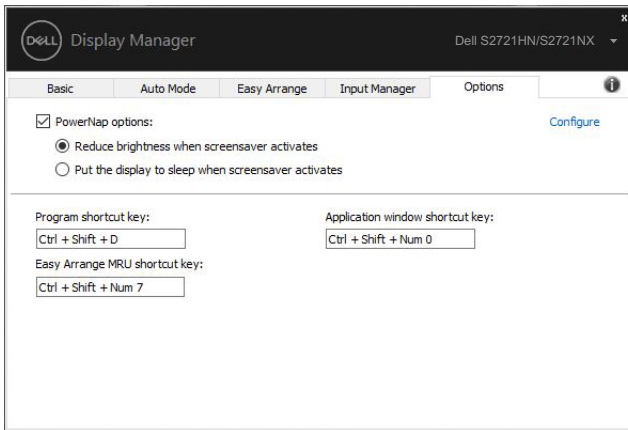 DELL Display Manager
Dell S2721HN/S2721NX
x
Basic Auto Mode Easy Arrange Input Manager Options i
PowerNap options: Configure
Reduce brightness when screensaver activates
Put the display to sleep when screensaver activates
Program shortcut key: Application window shortcut key:
Ctrl + Shift + D Ctrl + Shift + Num 0
Easy Arrange MRU shortcut key:
Ctrl + Shift + Num 7